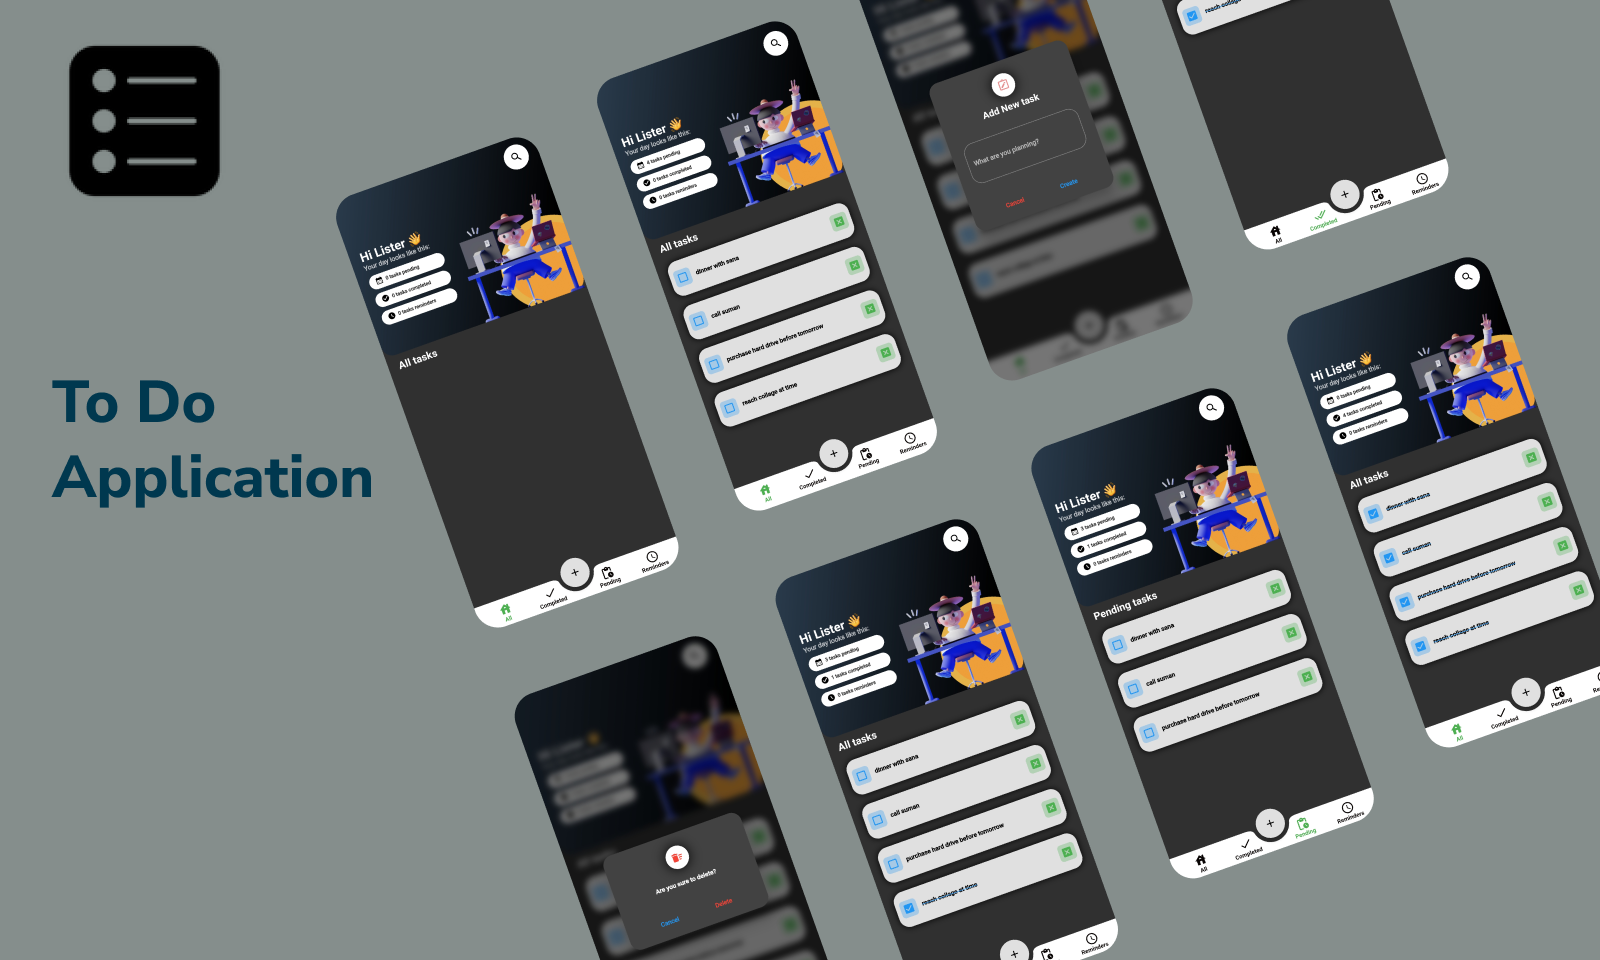 To Do
Application
Hi Lister 👋
Your day looks like this:
0 tasks pending
0 tasks completed
0 tasks reminders
All tasks
All
Completed
+
Pending
Reminders
Hi Lister 👋
Your day looks like this:
4 tasks pending
0 tasks completed
0 tasks reminders
All tasks
dinner with sana
call suman
purchase hard drive before tomorrow
reach collage at time
All
Completed
+
Pending
Reminders
Add New task
What are you planning?
Cancel
Create
reach collage
All
Completed
+
Pending
Reminders
Are you sure to delete?
Cancel
Delete
Hi Lister 👋
Your day looks like this:
3 tasks pending
1 tasks completed
0 tasks reminders
All tasks
dinner with sana
call suman
purchase hard drive before tomorrow
reach collage at time
+
Reminders
Hi Lister 👋
Your day looks like this:
3 tasks pending
1 tasks completed
0 tasks reminders
Pending tasks
dinner with sana
call suman
purchase hard drive before tomorrow
All
Completed
+
Pending
Reminders
Hi Lister 👋
Your day looks like this:
0 tasks pending
4 tasks completed
0 tasks reminders
All tasks
dinner with sana
call suman
purchase hard drive before tomorrow
reach collage at time
All
Completed
+
Pending
Re